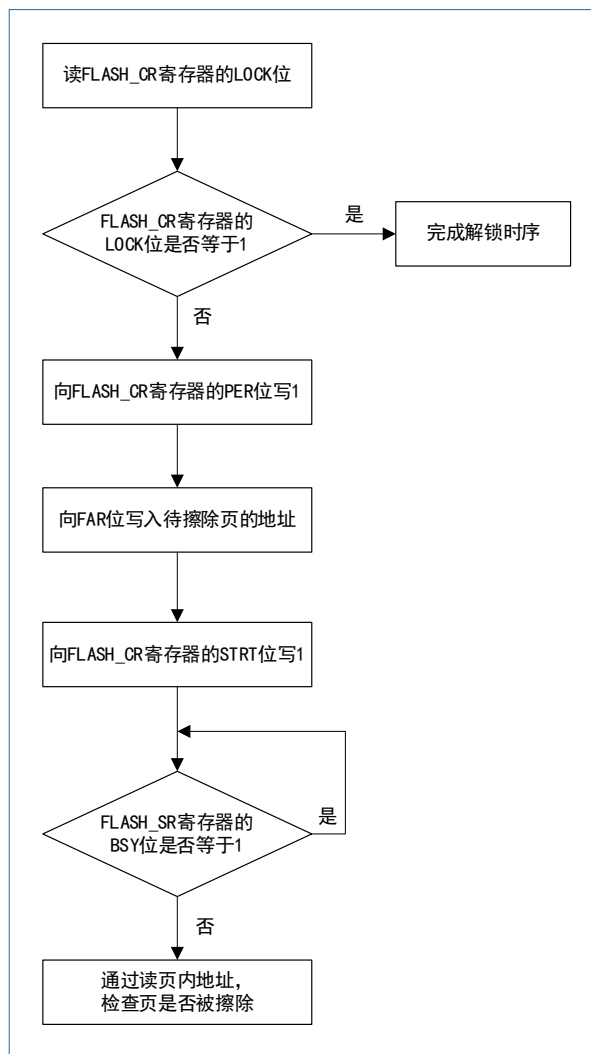 读FLASH_CR寄存器的LOCK位
FLASH_CR寄存器的
LOCK位是否等于1
是
完成解锁时序
否
向FLASH_CR寄存器的PER位写1
向FAR位写入待擦除页的地址
向FLASH_CR寄存器的STRT位写1
FLASH_SR寄存器的
BSY位是否等于1
是
否
通过读页内地址，
检查页是否被擦除